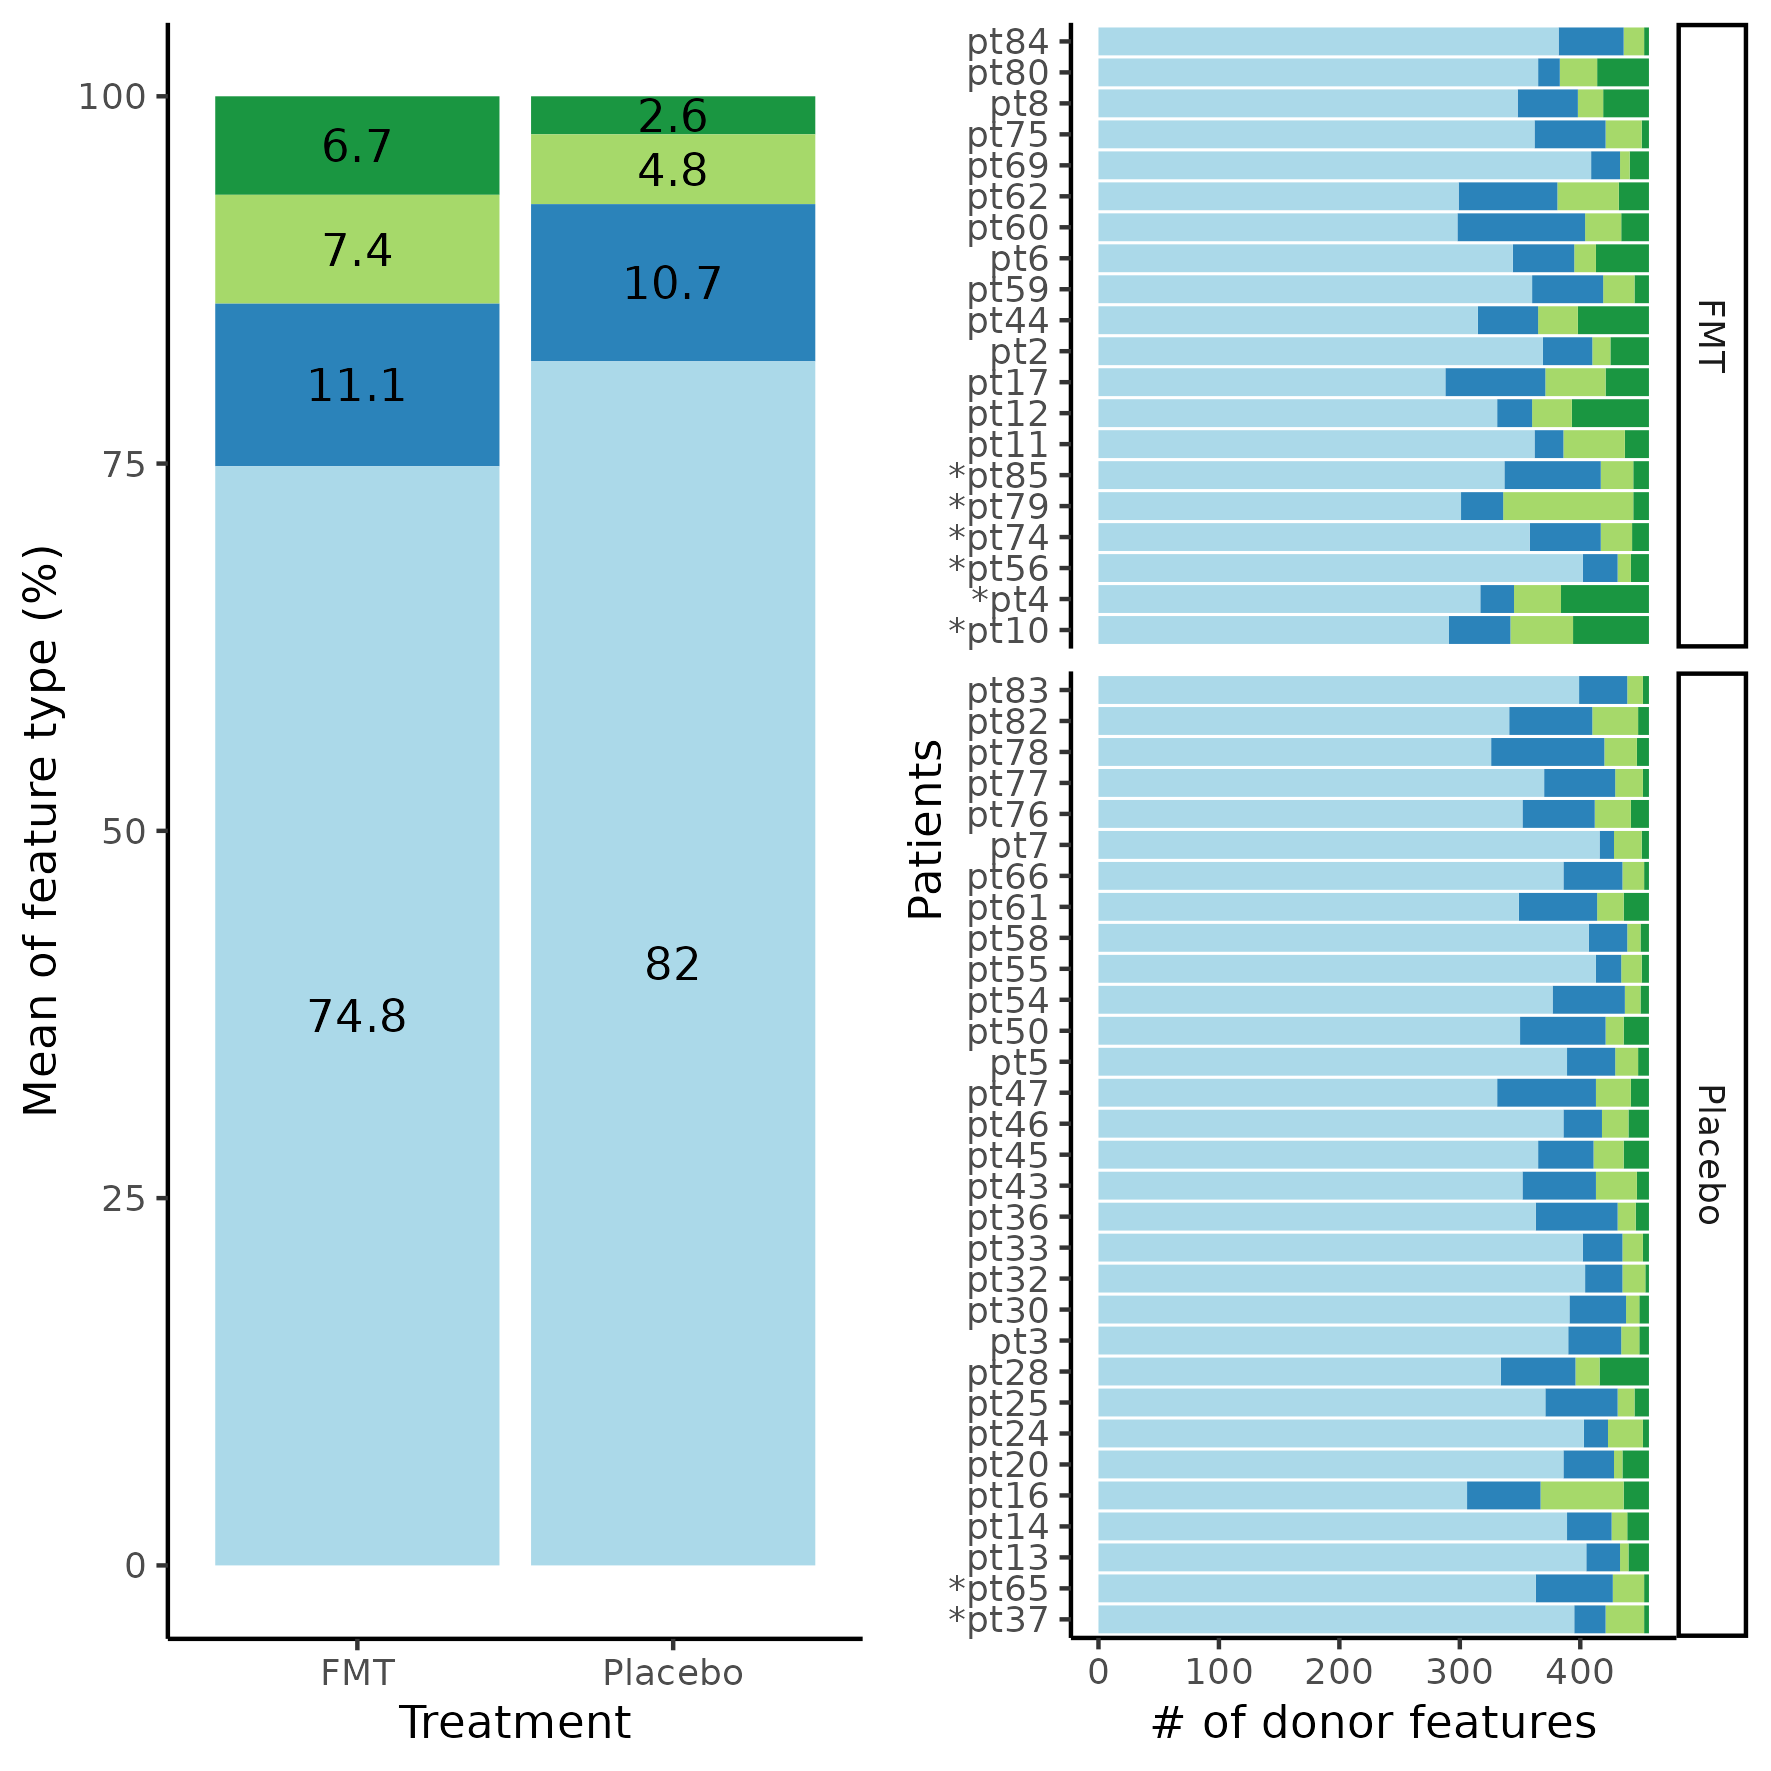 Mean of feature type (%)
100
75
50
25
0
6.7
7.4
11.1
74.8
2.6
4.8
10.7
82
FMT
Placebo
Treatment
Patients
pt84
pt80
pt8
pt75
pt69
pt62
pt60
pt6
pt59
pt44
pt2
pt17
pt12
pt11
*pt85
*pt79
*pt74
*pt56
*pt4
*pt10
FMT
pt83
pt82
pt78
pt77
pt76
pt7
pt66
pt61
pt58
pt55
pt54
pt50
pt5
pt47
pt46
pt45
pt43
pt36
pt33
pt32
pt30
pt3
pt28
pt25
pt24
pt20
pt16
pt14
pt13
*pt65
*pt37
Placebo
0 100 200 300 400
# of donor features